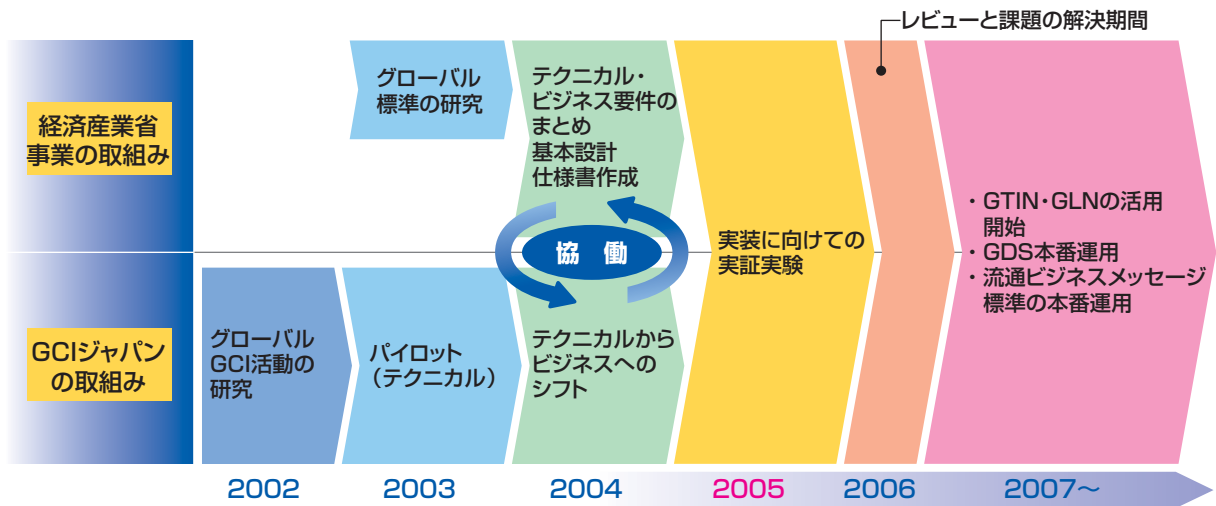 レビューと課題の解決期間
経済産業省
事業の取組み
グローバル
標準の研究
テクニカル・
ビジネス要件の
まとめ
基本設計
仕様書作成
協 働
実装に向けての
実証実験
・GTIN・GLNの活用
開始
・GDS本番運用
・流通ビジネスメッセージ
標準の本番運用
GCIジャパン
の取組み
グローバル
GCI活動の
研究
パイロット
(テクニカル)
テクニカルから
ビジネスへの
シフト
2002 2003 2004 2005 2006 2007〜